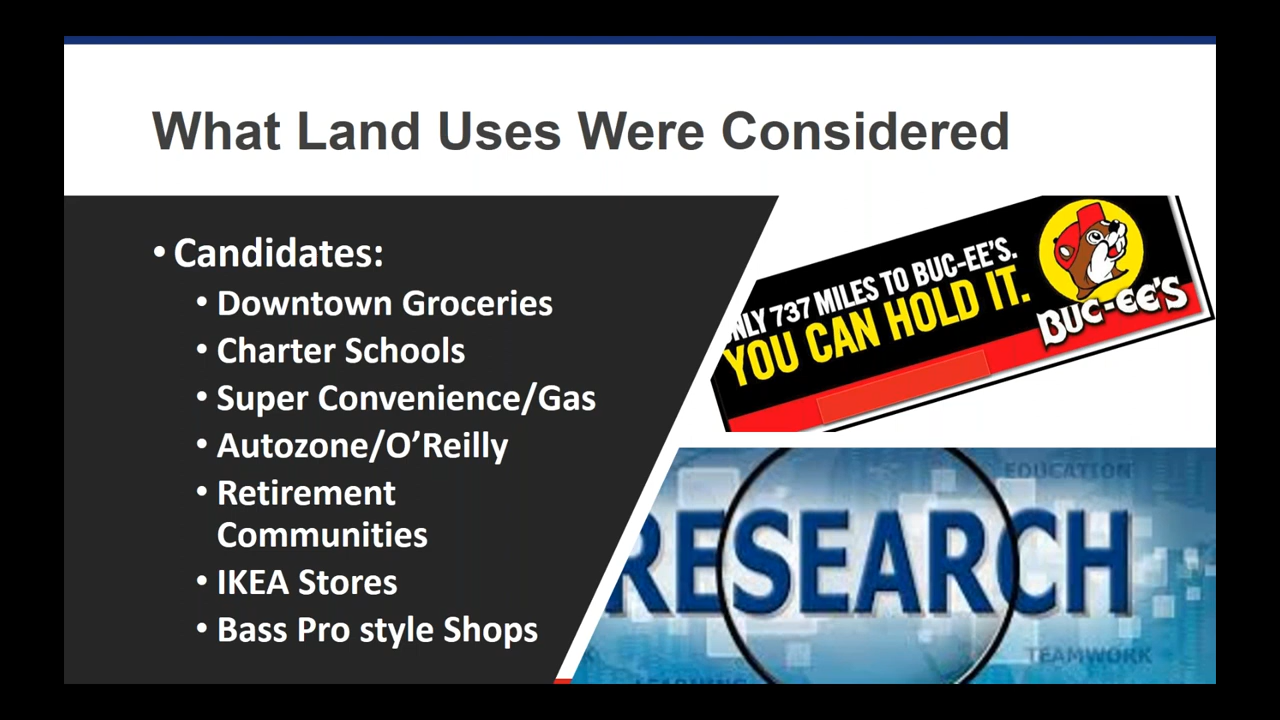 What Land Uses Were Considered
• Candidates:
• Downtown Groceries
• Charter Schools
• Super Convenience/Gas
• Autozone/O’Reilly
• Retirement
Communities
• IKEA Stores
• Bass Pro style Shops
NLY 737 MILES TO BUC-EE'S.
YOU CAN HOLD IT.
BUC-EE'S
EDUCATION
RESEARCH
TEAMWORK